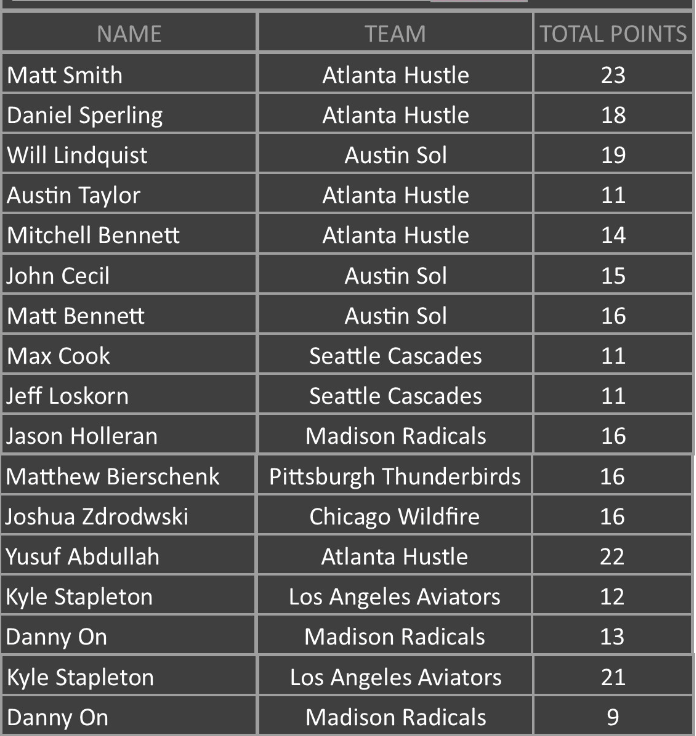 NAME TEAM TOTAL POINTS
Matt Smith Atlanta Hustle 23
Daniel Sperling Atlanta Hustle 18
Will Lindquist Austin Sol 19
Austin Taylor Atlanta Hustle 11
Mitchell Bennett Atlanta Hustle 14
John Cecil Austin Sol 15
Matt Bennett Austin Sol 16
Max Cook Seattle Cascades 11
Jeff Loskorn Seattle Cascades 11
Jason Holleran Madison Radicals 16
Matthew Bierschenk Pittsburgh Thunderbirds 16
Joshua Zdrodwski Chicago Wildfire 16
Yusuf Abdullah Atlanta Hustle 22
Kyle Stapleton Los Angeles Aviators 12
Danny On Madison Radicals 13
Kyle Stapleton Los Angeles Aviators 21
Danny On Madison Radicals 9